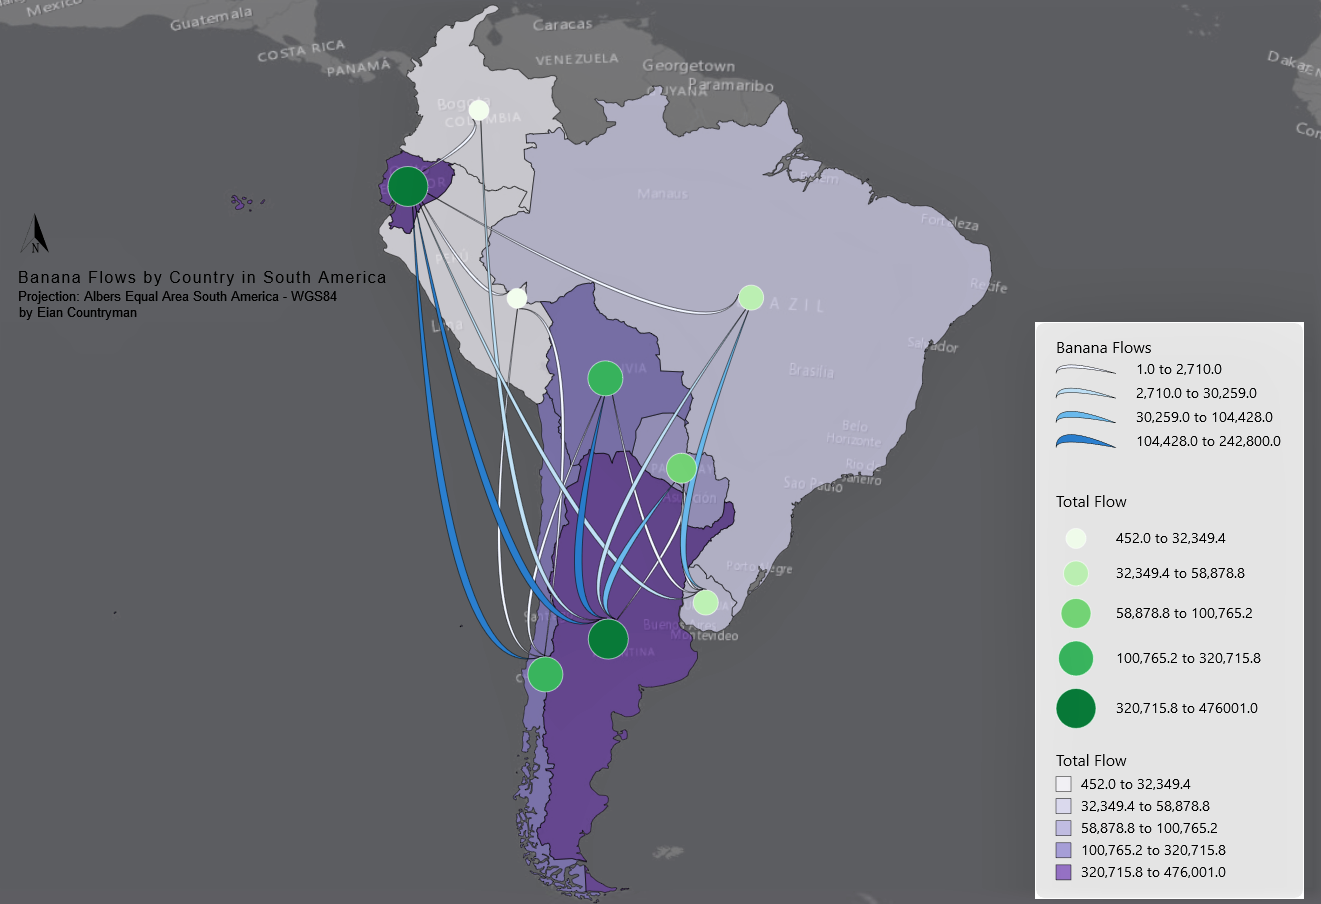 Mexico
Guatemala
COSTA RICA
PANAMÁ
Caracas
VENEZUELA
Georgetown
Paramaribo
GUYANA
Dakar
Bogotá
COLOMBIA
Manaus
Belém
Fortaleza
Recife
N
Banana Flows by Country in South America
Projection: Albers Equal Area South America - WGS84
by Eian Countryman
PERÚ
Lima
BRAZIL
Salvador
Brasília
Belo
Horizonte
Rio de
Janeiro
Sao Paulo
PARAGUAY
Asunción
Porto Alegre
Buenos Aires
Montevideo
Banana Flows
1.0 to 2,710.0
2,710.0 to 30,259.0
30,259.0 to 104,428.0
104,428.0 to 242,800.0
Total Flow
452.0 to 32,349.4
32,349.4 to 58,878.8
58,878.8 to 100,765.2
100,765.2 to 320,715.8
320,715.8 to 476001.0
Total Flow
452.0 to 32,349.4
32,349.4 to 58,878.8
58,878.8 to 100,765.2
100,765.2 to 320,715.8
320,715.8 to 476,001.0